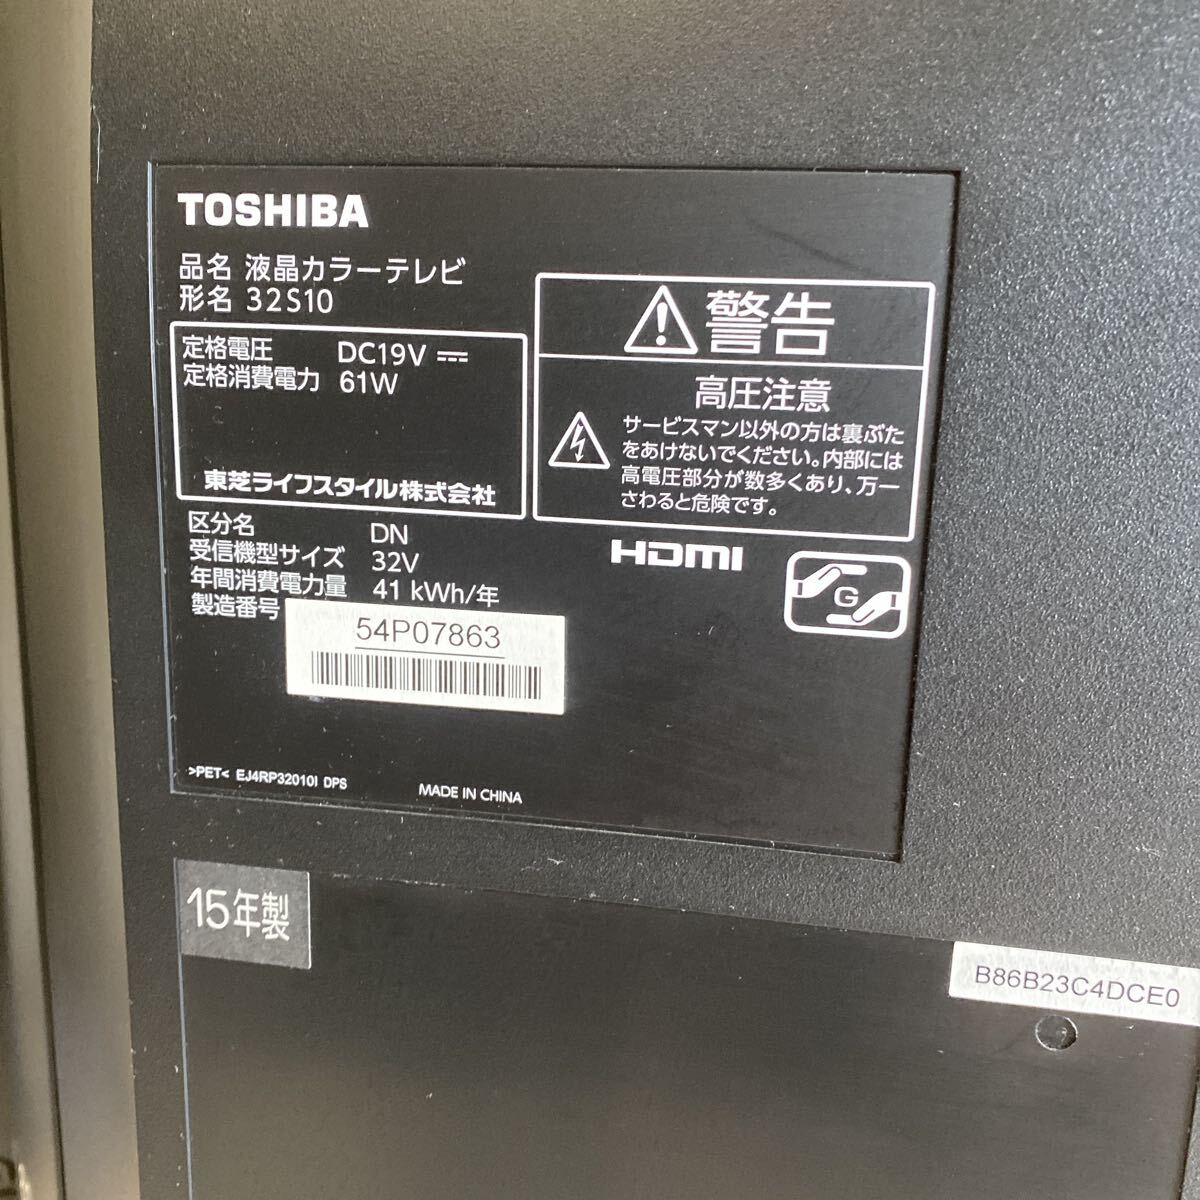 TOSHIBA
品名 液晶カラーテレビ
形名 32S10
定格電圧 DC19V
定格消費電力 61W
東芝ライフスタイル株式会社
区分名 DN
受信機型サイズ 32V
年間消費電力量 41 kWh/年
製造番号
54P07863
警告
高圧注意
サービスマン以外の方は裏ぶた
をあけないでください。内部には
高電圧部分が数多くあり、万一
さわると危険です。
HDMI
G
>PET< EJ4RP32010I DPS
MADE IN CHINA
15年製
B86B23C4DCE0